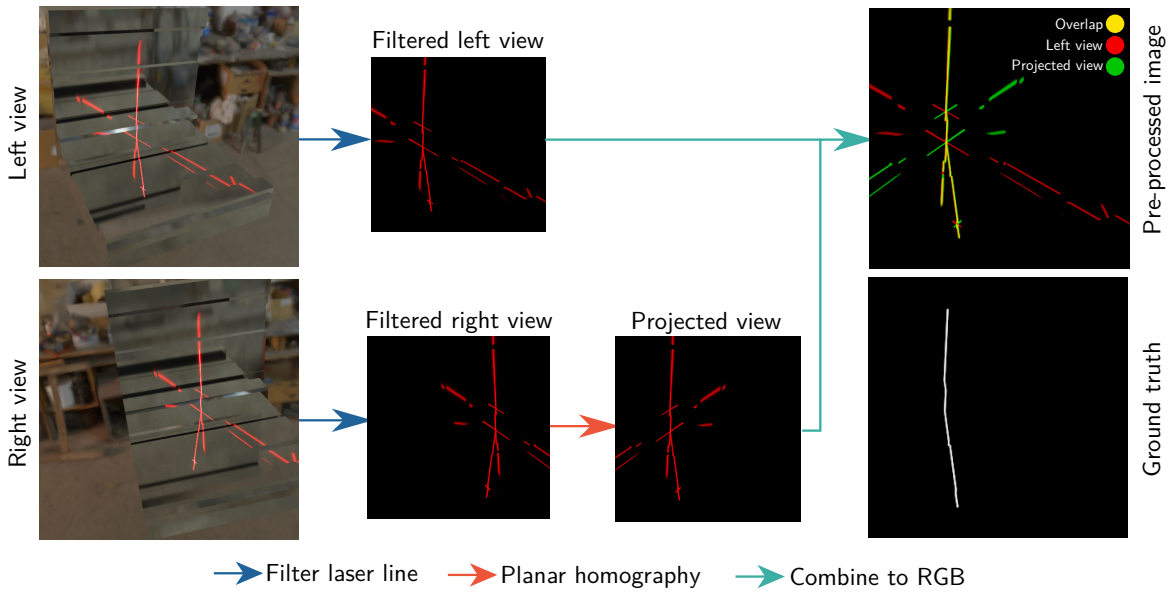 Left view
Filtered left view
Overlap
Left view
Projected view
Pre-processed image
Right view
Filtered right view
Projected view
Ground truth
Filter laser line
Planar homography
Combine to RGB